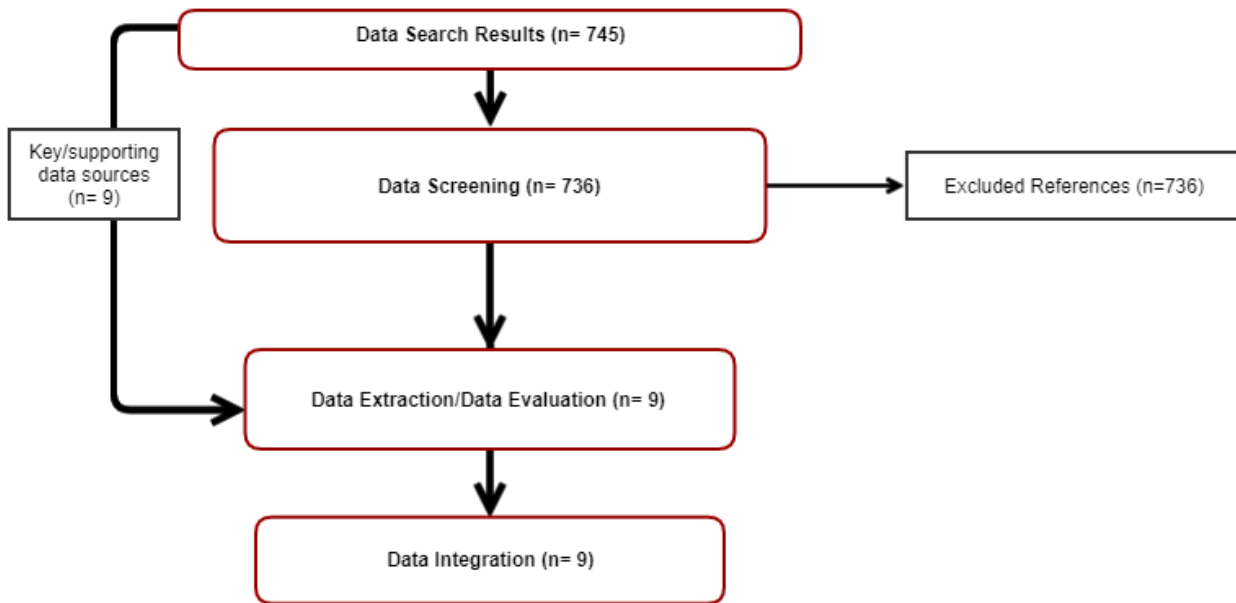 Data Search Results (n= 745)
Key/supporting
data sources
(n= 9)
Data Screening (n= 736)
Excluded References (n=736)
Data Extraction/Data Evaluation (n= 9)
Data Integration (n= 9)